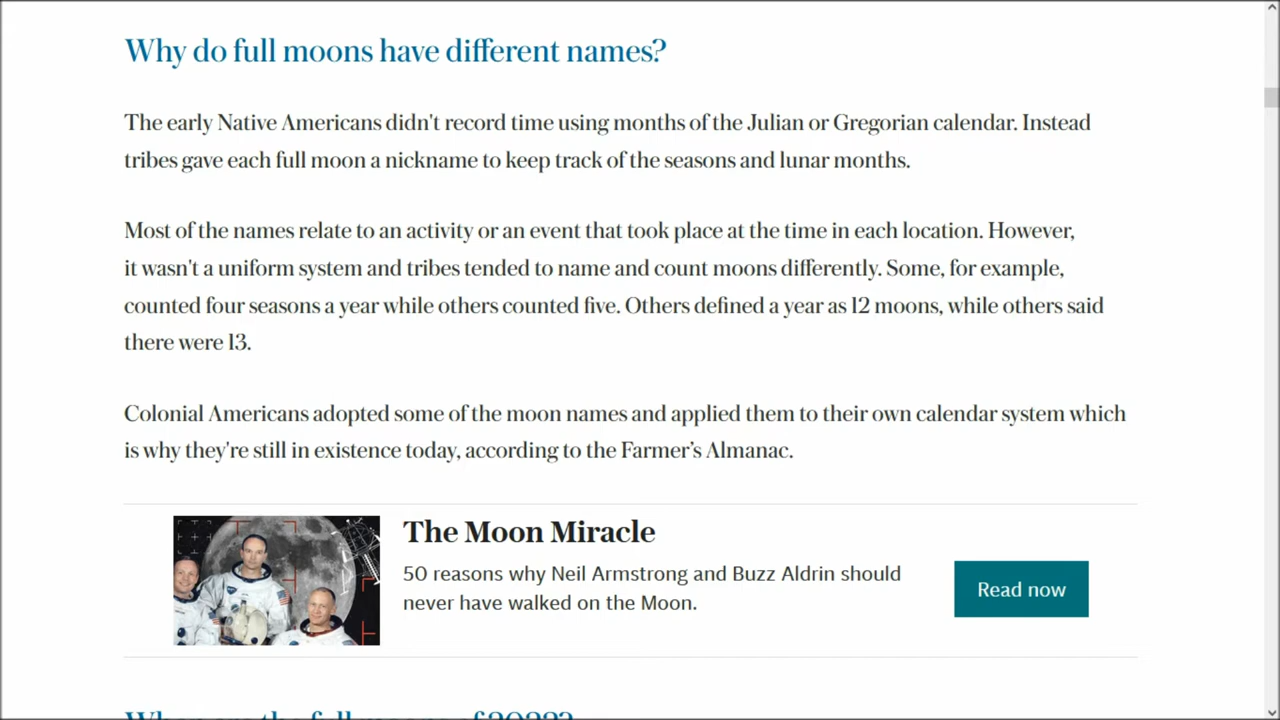 Why do full moons have different names?
The early Native Americans didn't record time using months of the Julian or Gregorian calendar. Instead
tribes gave each full moon a nickname to keep track of the seasons and lunar months.
Most of the names relate to an activity or an event that took place at the time in each location. However,
it wasn't a uniform system and tribes tended to name and count moons differently. Some, for example,
counted four seasons a year while others counted five. Others defined a year as 12 moons, while others said
there were 13.
Colonial Americans adopted some of the moon names and applied them to their own calendar system which
is why they're still in existence today, according to the Farmer’s Almanac.
The Moon Miracle
50 reasons why Neil Armstrong and Buzz Aldrin should
never have walked on the Moon.
Read now
the full moons of